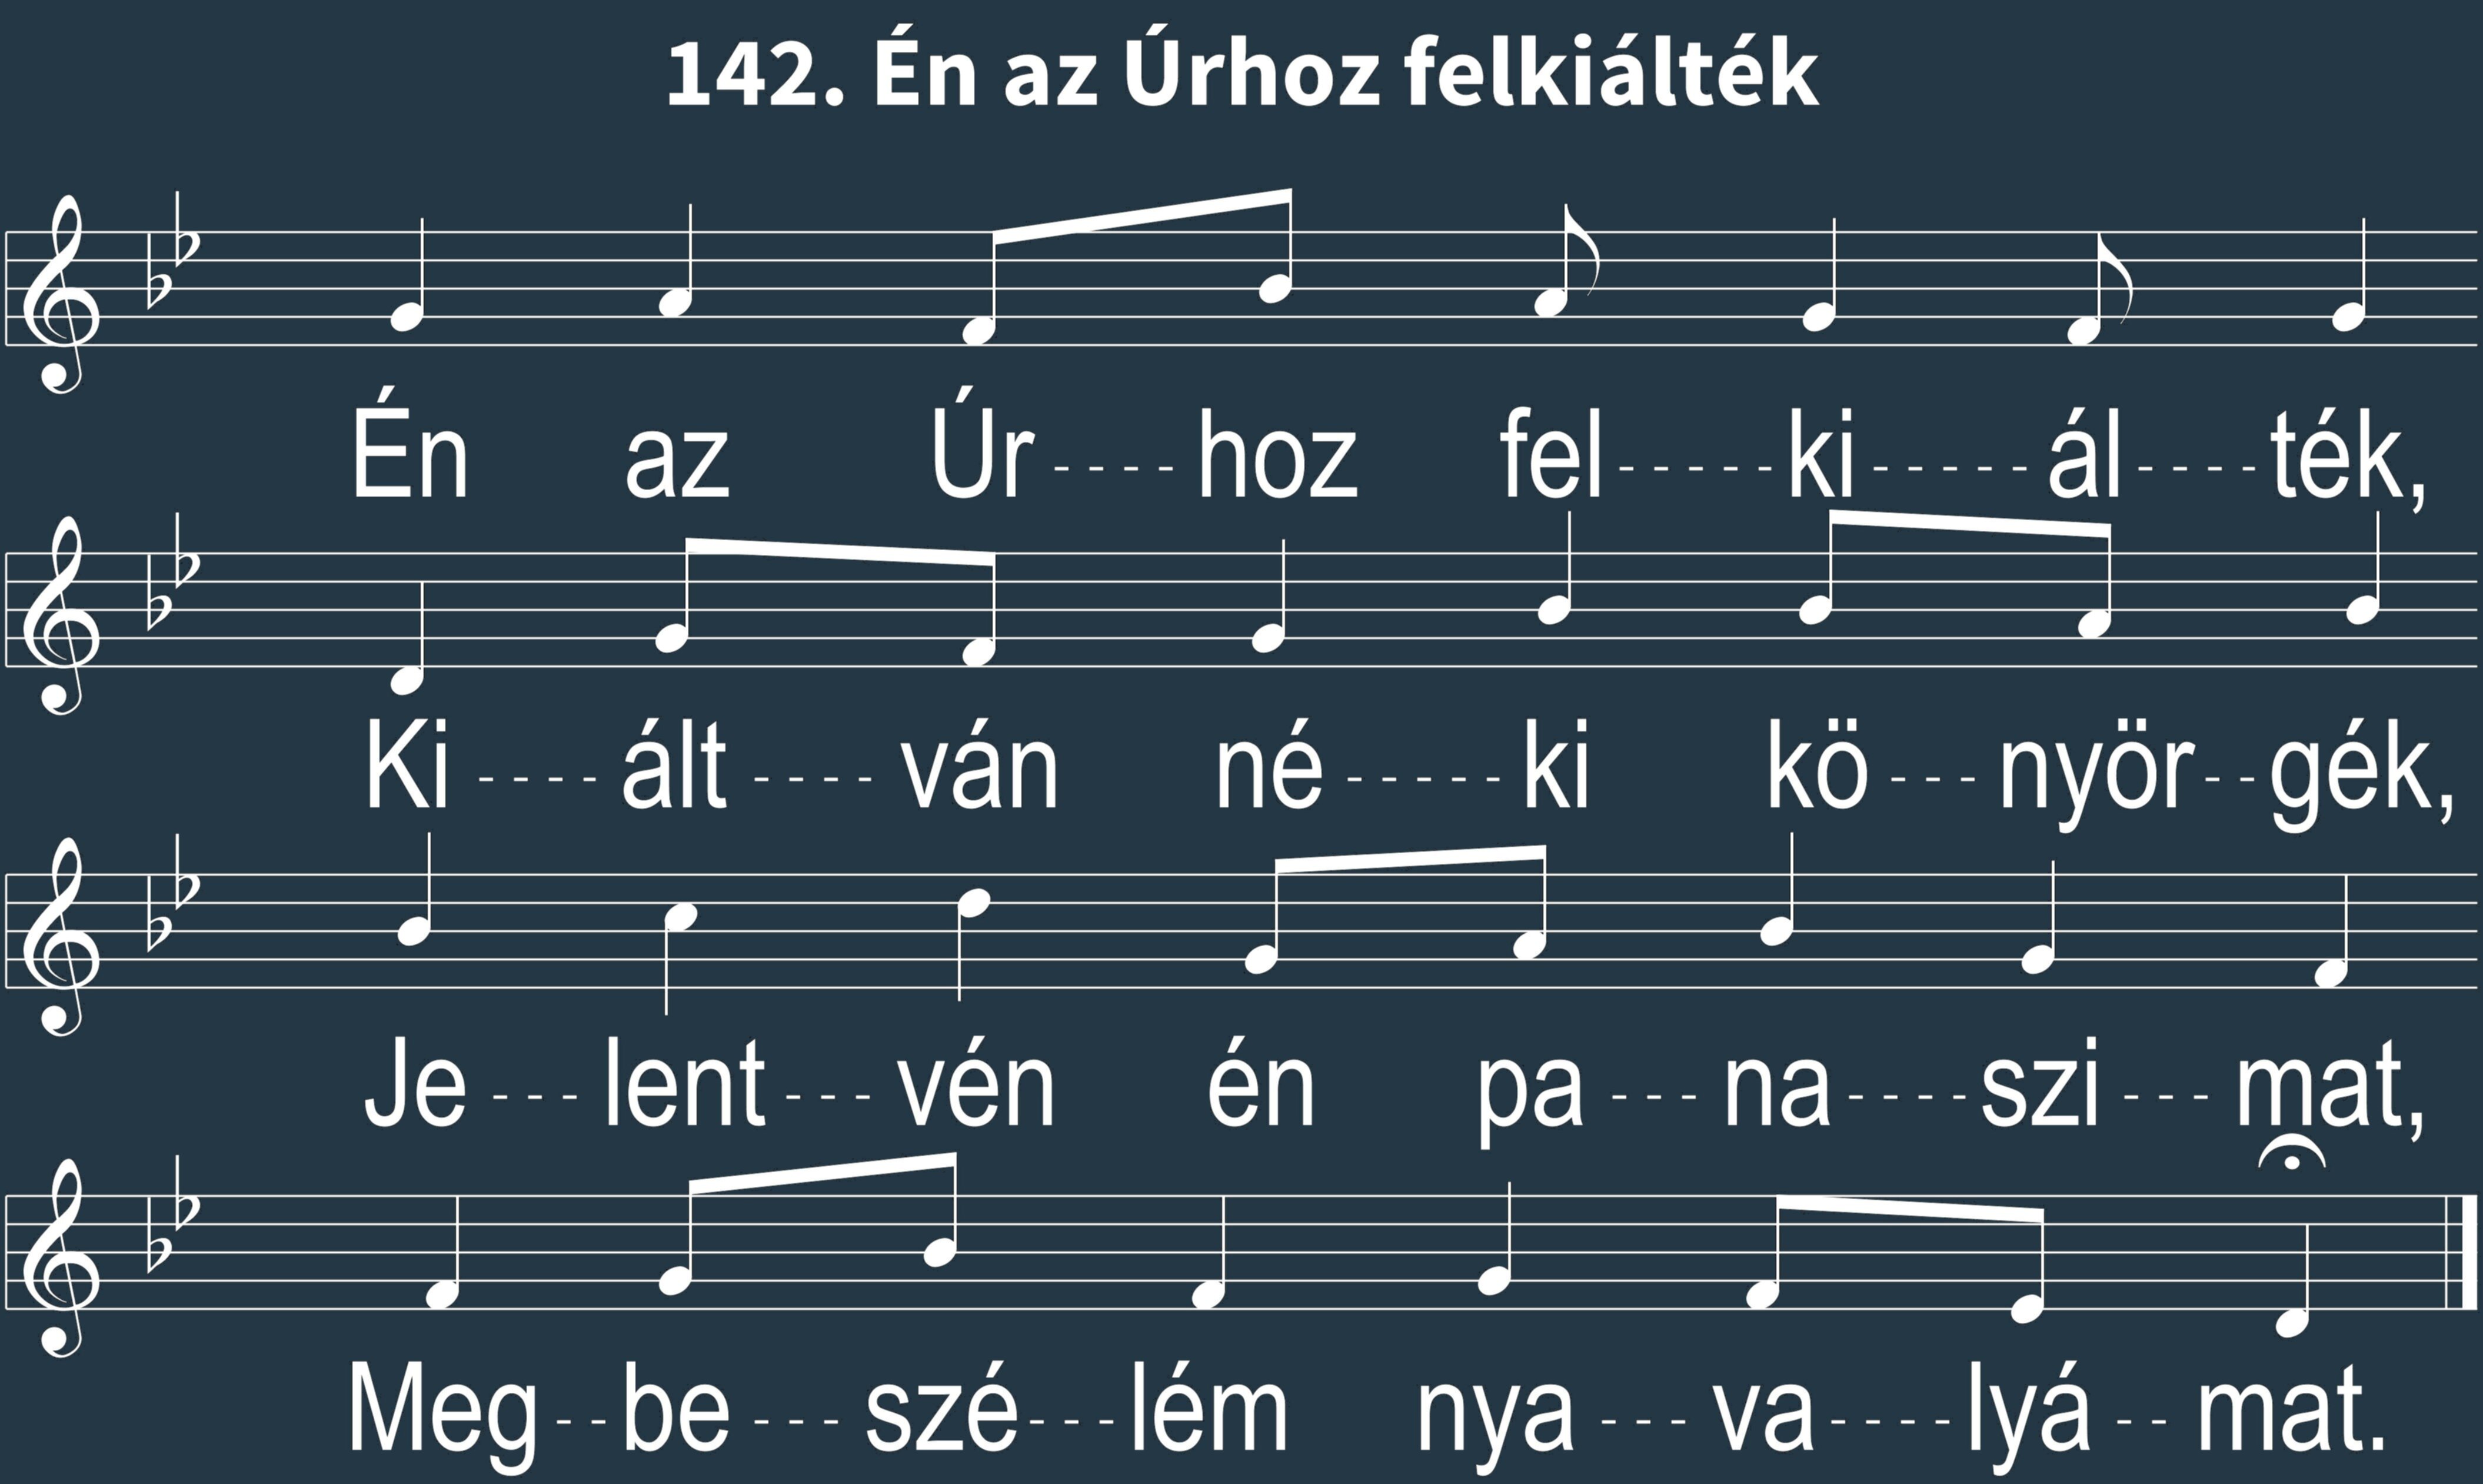 142. Én az Úrhoz felkiálték
Én az Úr----hoz fel-----ki-----ál----ték,
Ki----ált----ván né-----ki kö---nyör--gék,
Je---lent---vén én pa---na----szi---mat,
Meg--be---szé---lém nya---va----lyá--mat.